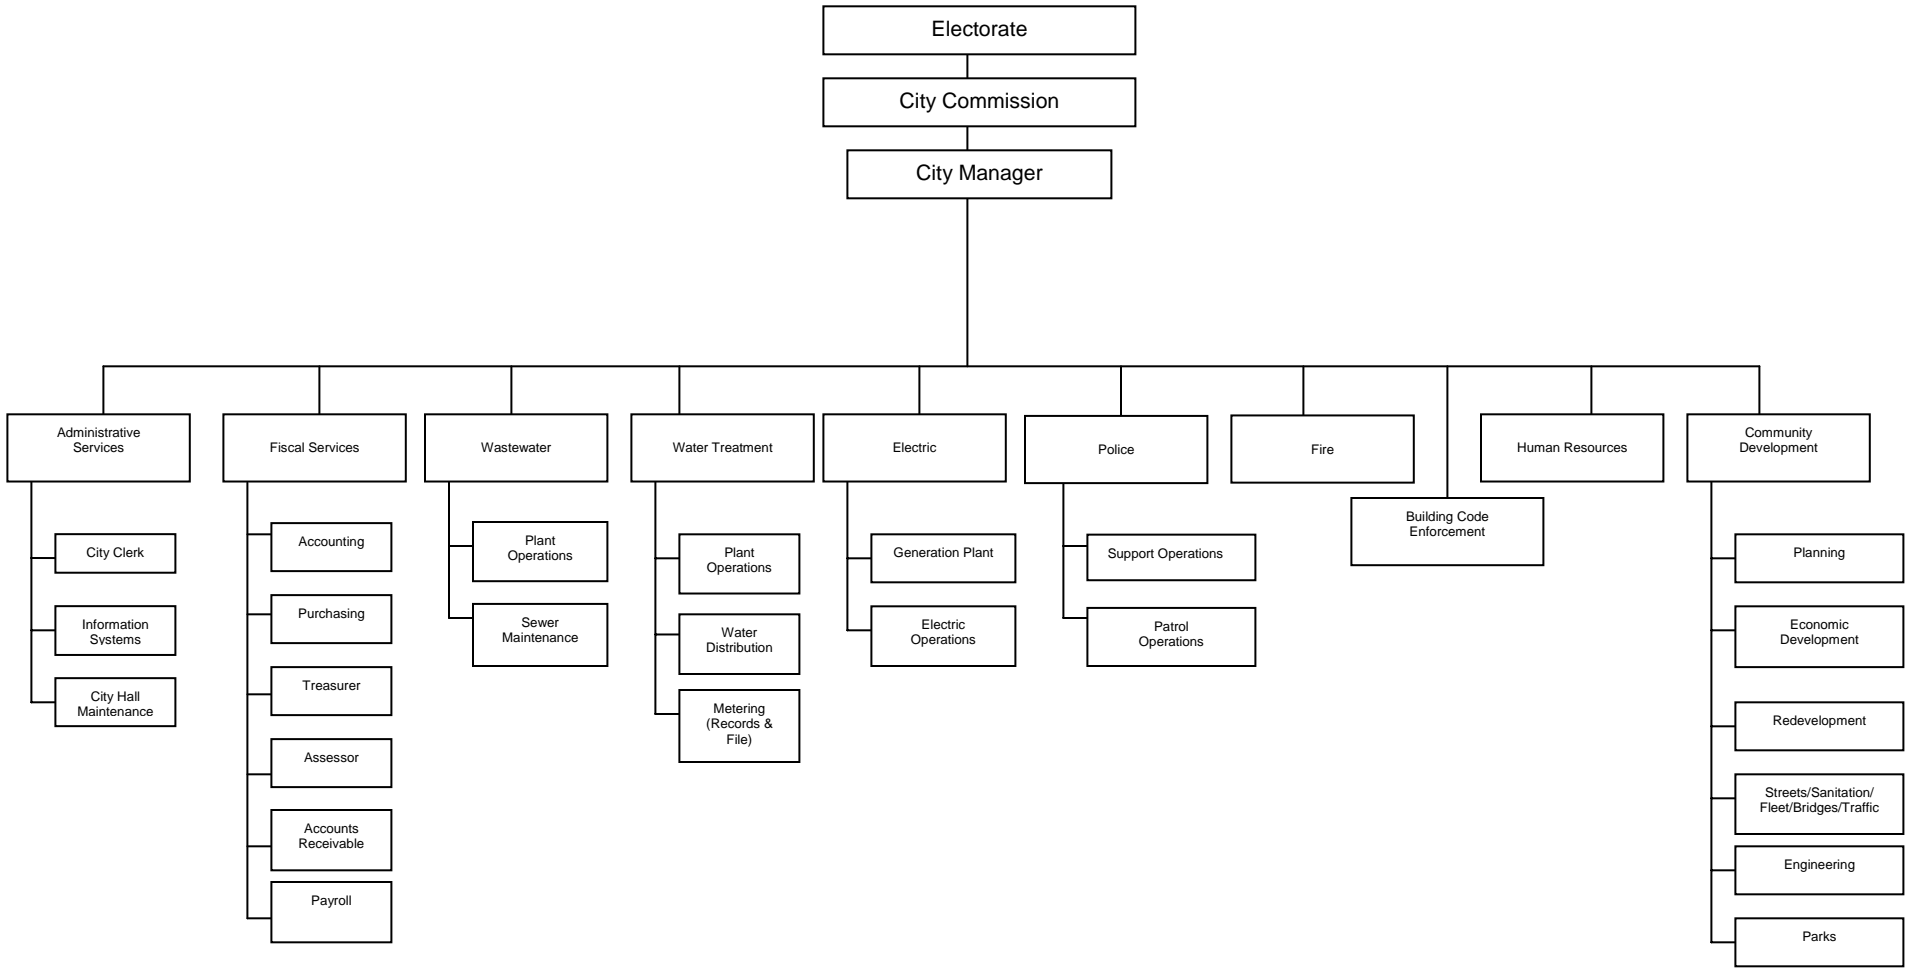 Electorate
City Commission
City Manager
Administrative
Services
Fiscal Services
Wastewater
Water Treatment
Electric
Police
Fire
Human Resources
Community
Development
Building Code
Enforcement
City Clerk
Information
Systems
City Hall
Maintenance
Accounting
Purchasing
Treasurer
Assessor
Accounts
Receivable
Payroll
Plant
Operations
Sewer
Maintenance
Plant
Operations
Water
Distribution
Metering
(Records &
File)
Generation Plant
Electric
Operations
Support Operations
Patrol
Operations
Planning
Economic
Development
Redevelopment
Streets/Sanitation/
Fleet/Bridges/Traffic
Engineering
Parks